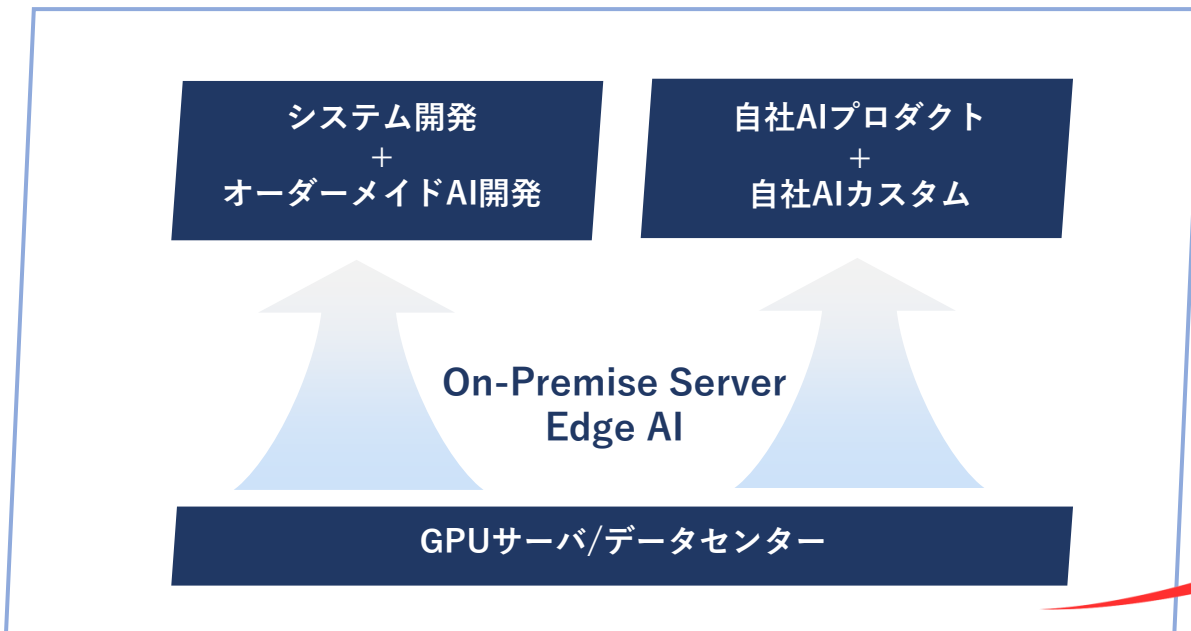 システム開発
+
オーダーメイドAI開発
自社AIプロダクト
+
自社AIカスタム
On-Premise Server
Edge AI
GPUサーバ/データセンター